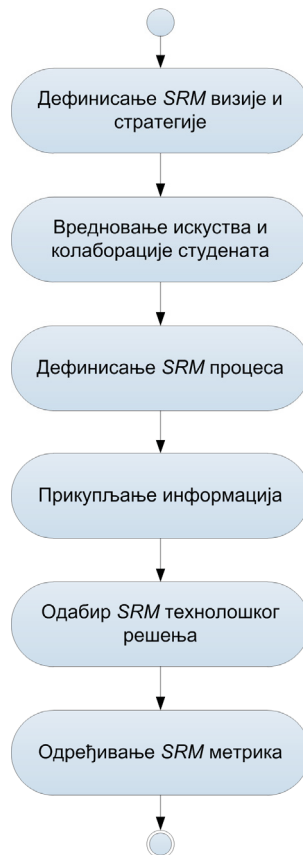 Дефинисање SRM визије и
стратегије
Вредновање искуства и
колаборације студената
Дефинисање SRM процеса
Прикупљање информација
Одабир SRM технолошког
решења
Одређивање SRM метрика